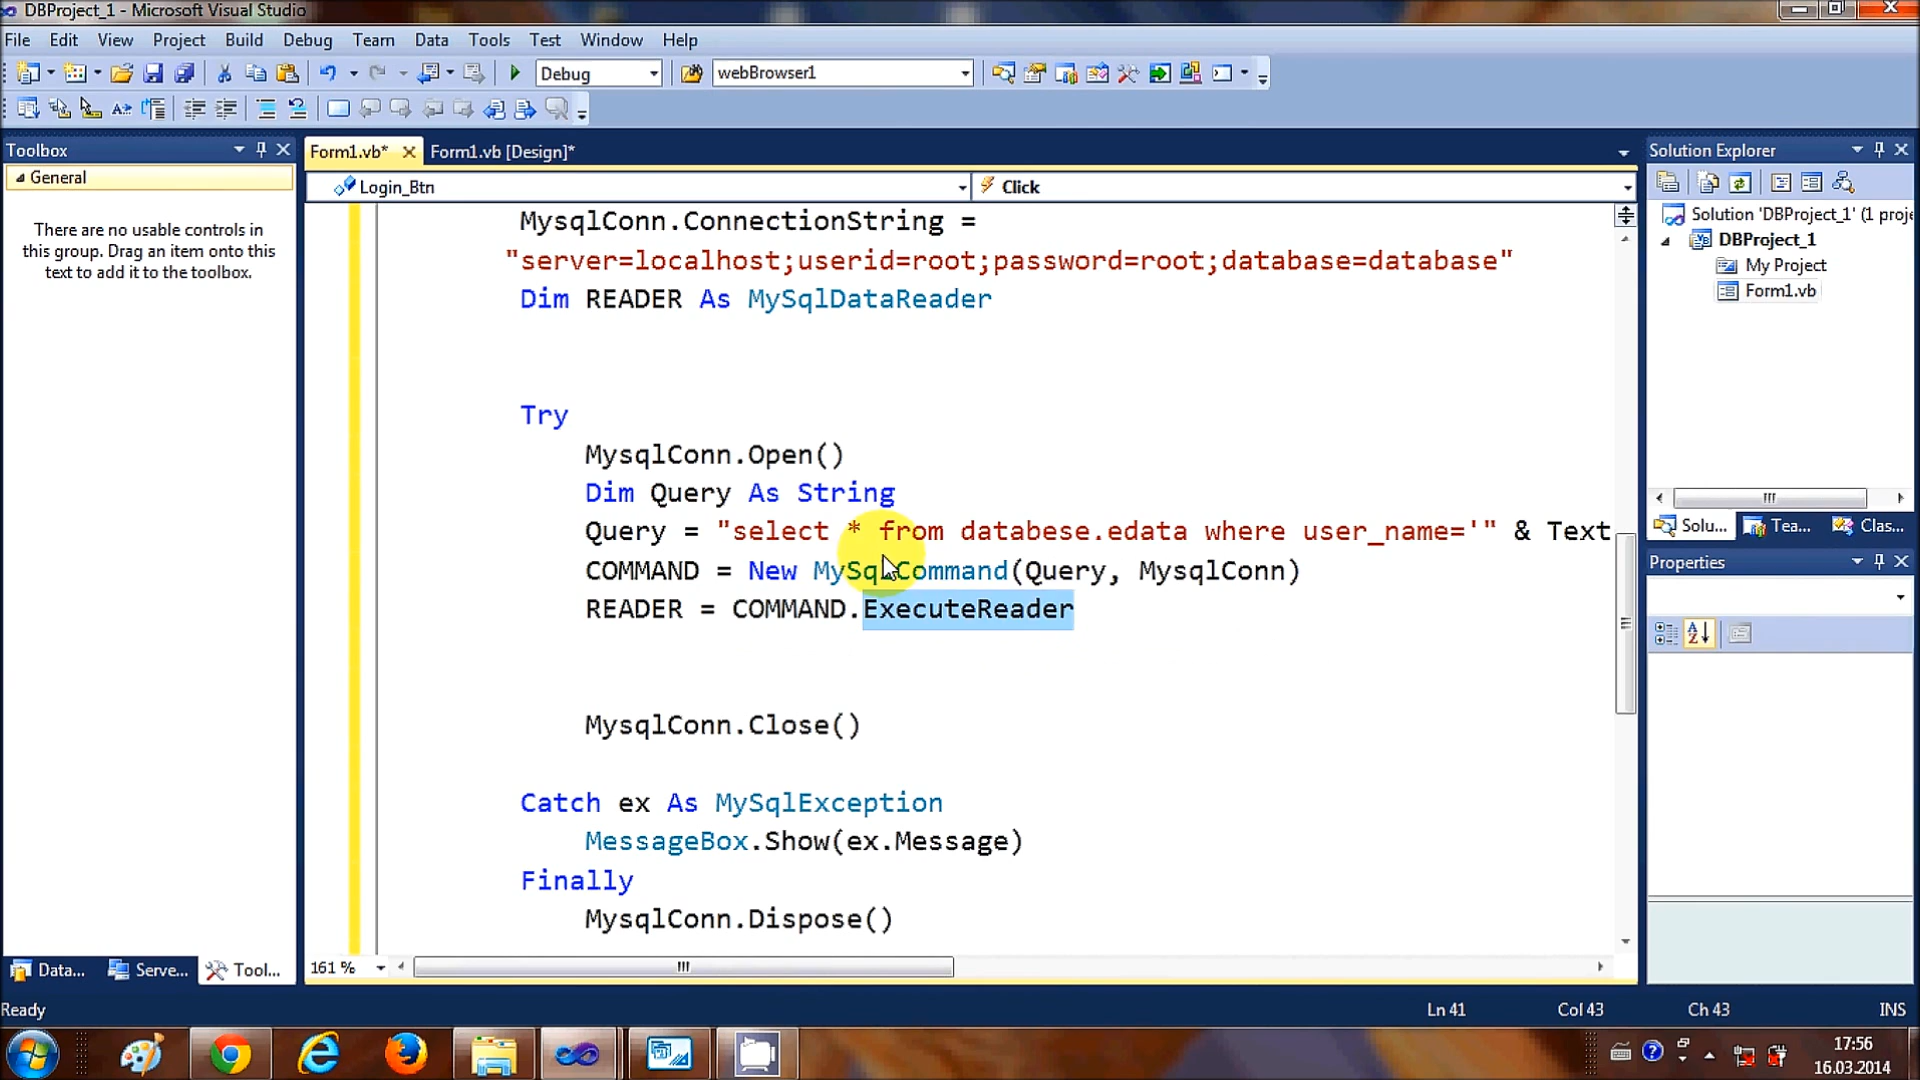 DBProject_1 - Microsoft Visual Studio
File Edit View Project Build Debug Team Data Tools Test Window Help
Debug webBrowser1
Toolbox
General
There are no usable controls in
this group. Drag an item onto this
text to add it to the toolbox.
Data... Serve... Tool...
Form1.vb* Form1.vb [Design]*
Login_Btn Click
MysqlConn.ConnectionString =
"server=localhost;userid=root;password=root;database=database"
Dim READER As MySqlDataReader
Try
MysqlConn.Open()
Dim Query As String
Query = "select * from databese.edata where user_name='" & Text
COMMAND = New MySqlCommand(Query, MysqlConn)
READER = COMMAND.ExecuteReader
MysqlConn.Close()
Catch ex As MySqlException
MessageBox.Show(ex.Message)
Finally
MysqlConn.Dispose()
161 %
Solution Explorer
Solution 'DBProject_1' (1 proje
DBProject_1
My Project
Form1.vb
Solu... Tea... Clas...
Properties
Ready Ln 41 Col 43 Ch 43 INS
17:56
16.03.2014